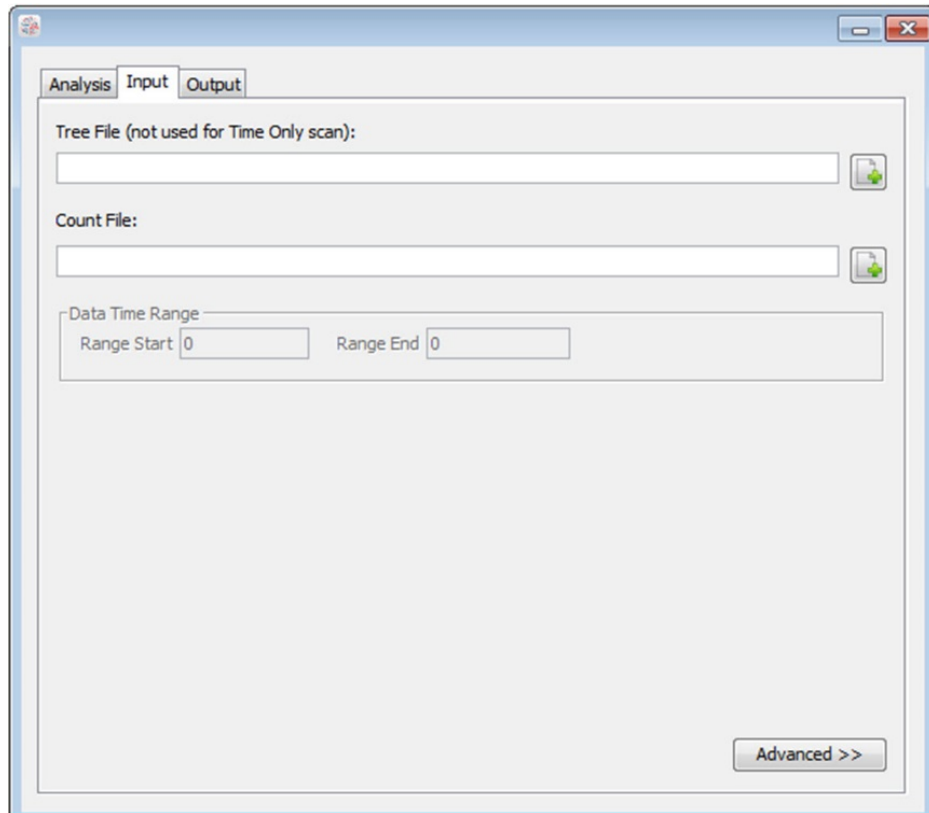 Analysis Input Output
Tree File (not used for Time Only scan):
Count File:
Data Time Range
Range Start 0 Range End 0
Advanced >>